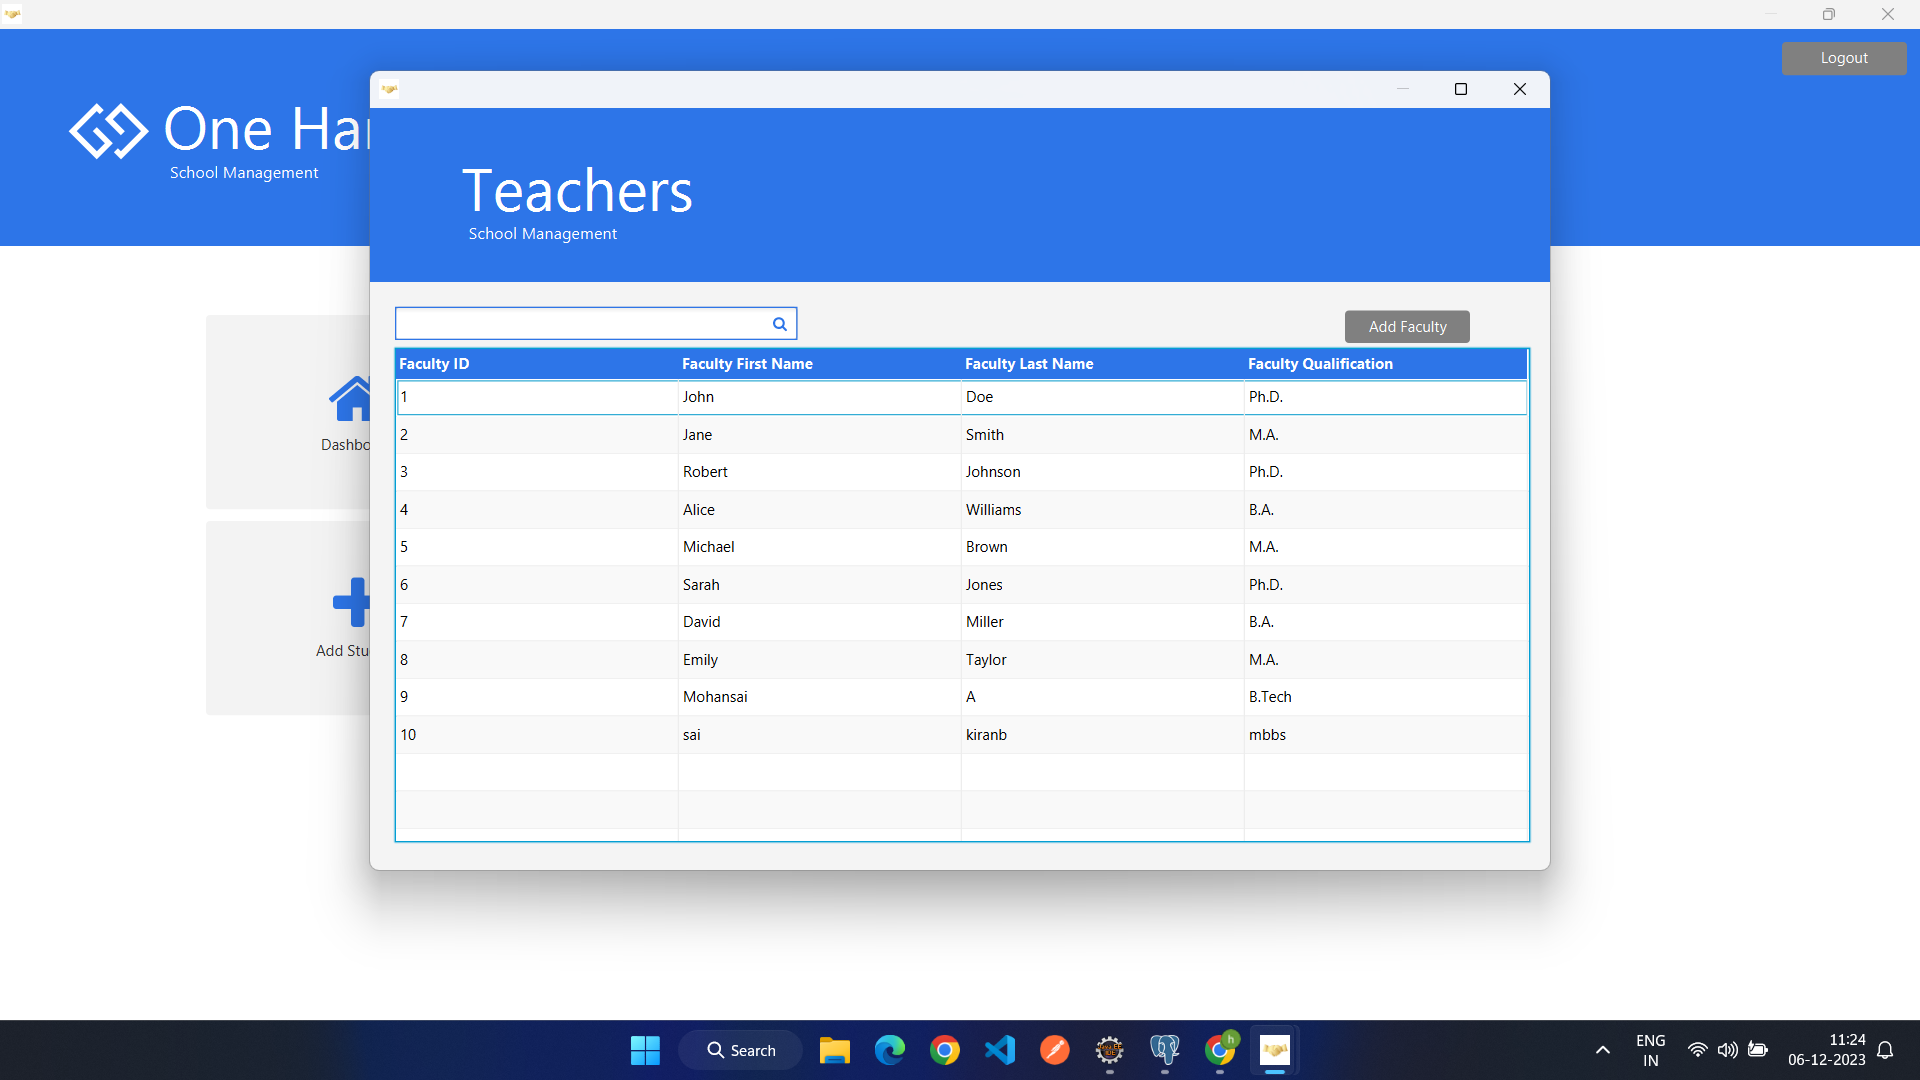 Logout
One Ha
School Management
Teachers
School Management
Add Faculty
Faculty ID Faculty First Name Faculty Last Name Faculty Qualification
1 John Doe Ph.D.
2 Jane Smith M.A.
3 Robert Johnson Ph.D.
4 Alice Williams B.A.
5 Michael Brown M.A.
6 Sarah Jones Ph.D.
7 David Miller B.A.
8 Emily Taylor M.A.
9 Mohansai A B.Tech
10 sai kiranb mbbs
Dashbo
Add Stu
Search
h
ENG
IN
11:24
06-12-2023